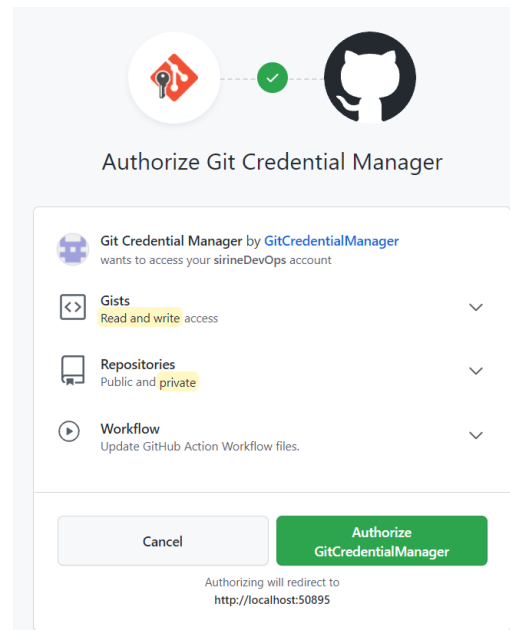 Authorize Git Credential Manager
Git Credential Manager by GitCredentialManager
wants to access your sirineDevOps account
Gists
Read and write access
Repositories
Public and private
Workflow
Update GitHub Action Workflow files.
Cancel
Authorize
GitCredentialManager
Authorizing will redirect to
http://localhost:50895